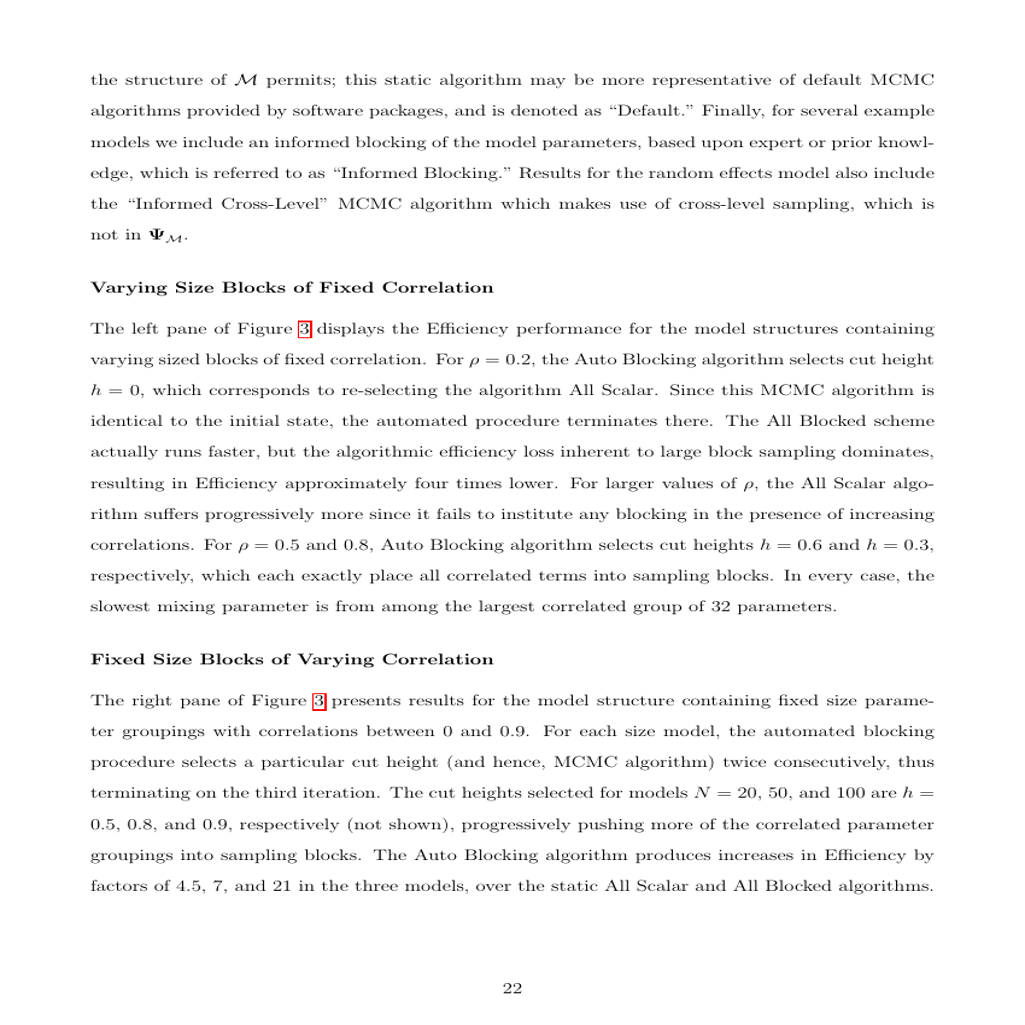 the structure of ℳ permits; this static algorithm may be more representative of default MCMC
algorithms provided by software packages, and is denoted as “Default.” Finally, for several example
models we include an informed blocking of the model parameters, based upon expert or prior knowl-
edge, which is referred to as “Informed Blocking.” Results for the random effects model also include
the “Informed Cross-Level” MCMC algorithm which makes use of cross-level sampling, which is
not in Ψ_ℳ.
Varying Size Blocks of Fixed Correlation
The left pane of Figure 3 displays the Efficiency performance for the model structures containing
varying sized blocks of fixed correlation. For ρ = 0.2, the Auto Blocking algorithm selects cut height
h = 0, which corresponds to re-selecting the algorithm All Scalar. Since this MCMC algorithm is
identical to the initial state, the automated procedure terminates there. The All Blocked scheme
actually runs faster, but the algorithmic efficiency loss inherent to large block sampling dominates,
resulting in Efficiency approximately four times lower. For larger values of ρ, the All Scalar algo-
rithm suffers progressively more since it fails to institute any blocking in the presence of increasing
correlations. For ρ = 0.5 and 0.8, Auto Blocking algorithm selects cut heights h = 0.6 and h = 0.3,
respectively, which each exactly place all correlated terms into sampling blocks. In every case, the
slowest mixing parameter is from among the largest correlated group of 32 parameters.
Fixed Size Blocks of Varying Correlation
The right pane of Figure 3 presents results for the model structure containing fixed size parame-
ter groupings with correlations between 0 and 0.9. For each size model, the automated blocking
procedure selects a particular cut height (and hence, MCMC algorithm) twice consecutively, thus
terminating on the third iteration. The cut heights selected for models N = 20, 50, and 100 are h =
0.5, 0.8, and 0.9, respectively (not shown), progressively pushing more of the correlated parameter
groupings into sampling blocks. The Auto Blocking algorithm produces increases in Efficiency by
factors of 4.5, 7, and 21 in the three models, over the static All Scalar and All Blocked algorithms.
22